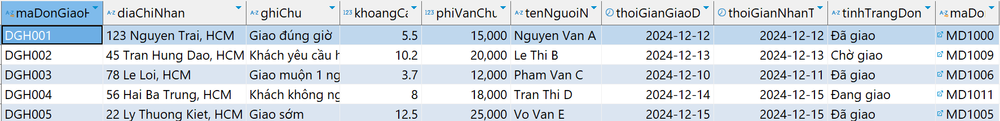 A-Z maDonGiaoH A-Z diaChiNhan A-Z ghiChu 123 khoangCa 123 phiVanChu A-Z tenNguoiN thoiGianGiaoD thoiGianNhanT A-Z tinhTrangDon A-Z maDo
DGH001 123 Nguyen Trai, HCM Giao đúng giờ 5.5 15,000 Nguyen Van A 2024-12-12 2024-12-12 Đã giao MD1000
DGH002 45 Tran Hung Dao, HCM Khách yêu cầu h 10.2 20,000 Le Thi B 2024-12-13 2024-12-13 Chờ giao MD1009
DGH003 78 Le Loi, HCM Giao muộn 1 ng 3.7 12,000 Pham Van C 2024-12-10 2024-12-11 Đã giao MD1006
DGH004 56 Hai Ba Trung, HCM Khách không ng 8 18,000 Tran Thi D 2024-12-14 2024-12-15 Đang giao MD1011
DGH005 22 Ly Thuong Kiet, HCM Giao sớm 12.5 25,000 Vo Van E 2024-12-15 2024-12-15 Đã giao MD1005